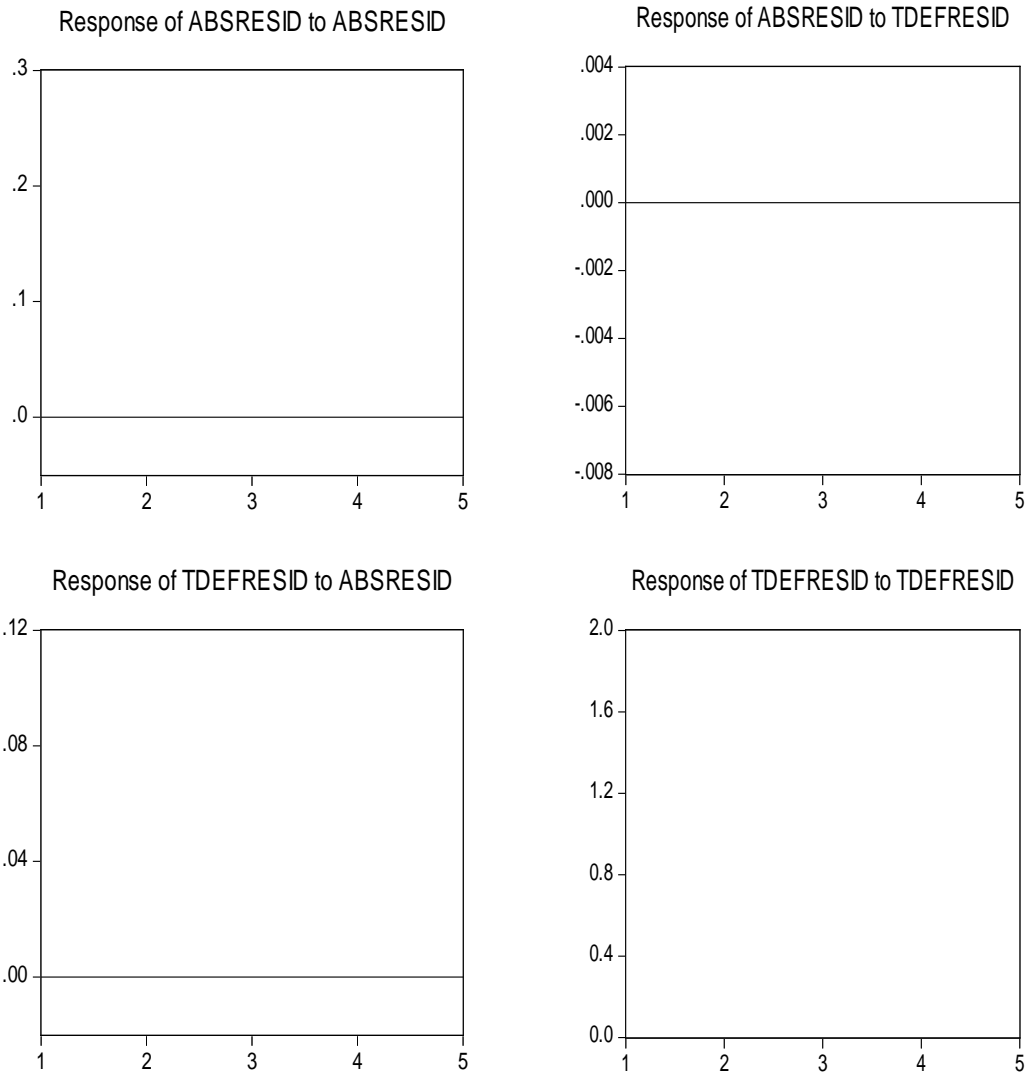 Response of ABSRESID to ABSRESID
.3
.2
.1
.0
1 2 3 4 5
Response of ABSRESID to TDEFRESID
.004
.002
.000
-.002
-.004
-.006
-.008
1 2 3 4 5
Response of TDEFRESID to ABSRESID
.12
.08
.04
.00
1 2 3 4 5
Response of TDEFRESID to TDEFRESID
2.0
1.6
1.2
0.8
0.4
0.0
1 2 3 4 5